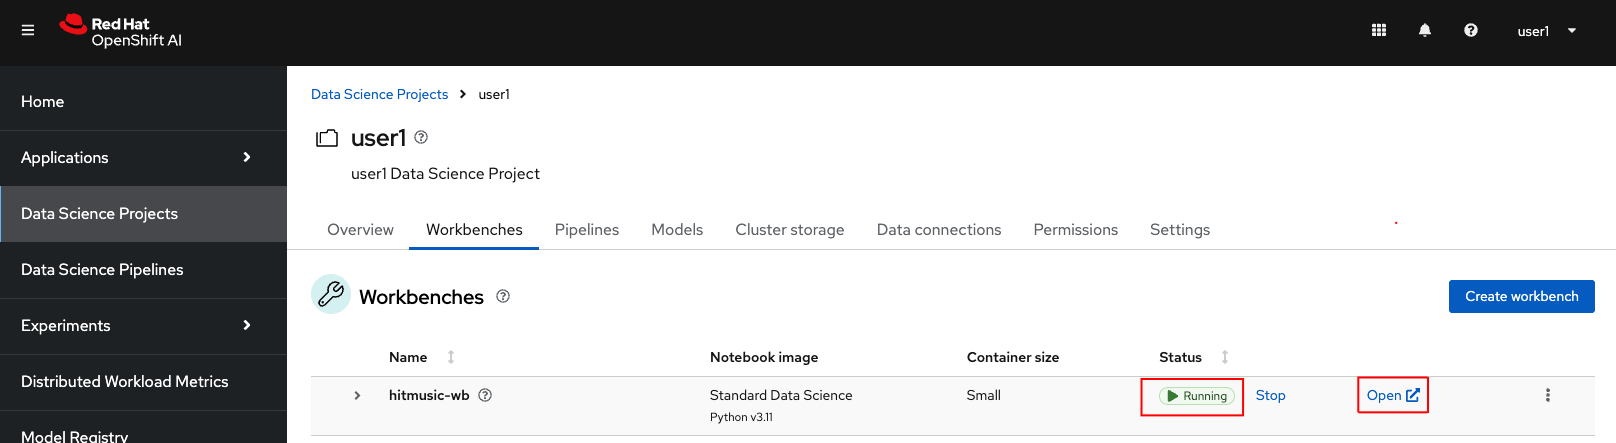 Red Hat
OpenShift AI
user1
Home
Applications
Data Science Projects
Data Science Pipelines
Experiments
Distributed Workload Metrics
Model Registry
Data Science Projects > user1
user1
user1 Data Science Project
Overview Workbenches Pipelines Models Cluster storage Data connections Permissions Settings
Workbenches
Create workbench
Name Notebook image Container size Status
hitmusic-wb Standard Data Science Small Running Stop Open
Python v3.11